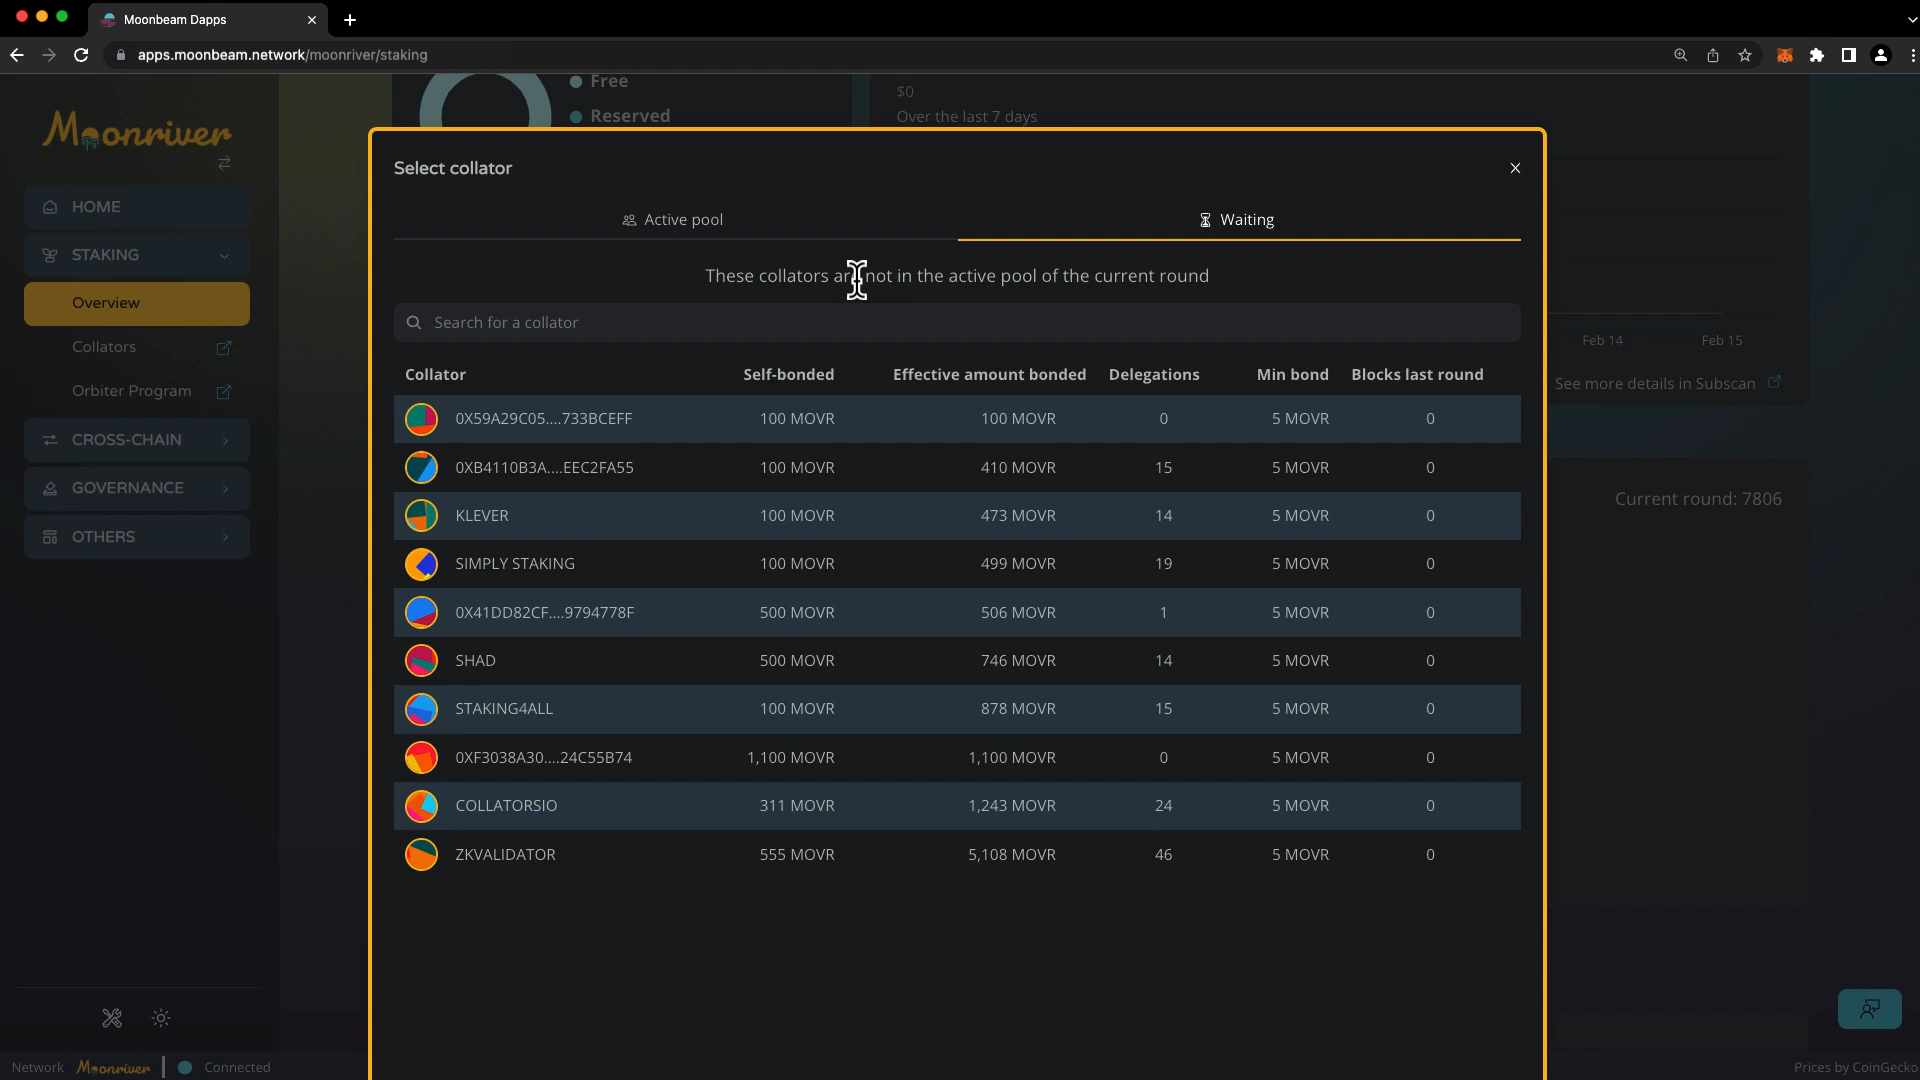 Moonbeam Dapps
apps.moonbeam.network/moonriver/staking
Free
Reserved
$0
Over the last 7 days
Moonriver
HOME
STAKING
Overview
Collators
Orbiter Program
CROSS-CHAIN
GOVERNANCE
OTHERS
Select collator
Active pool
Waiting
These collators are not in the active pool of the current round
Search for a collator
Collator Self-bonded Effective amount bonded Delegations Min bond Blocks last round
0X59A29C05....733BCEFF 100 MOVR 100 MOVR 0 5 MOVR 0
0XB4110B3A....EEC2FA55 100 MOVR 410 MOVR 15 5 MOVR 0
KLEVER 100 MOVR 473 MOVR 14 5 MOVR 0
SIMPLY STAKING 100 MOVR 499 MOVR 19 5 MOVR 0
0X41DD82CF....9794778F 500 MOVR 506 MOVR 1 5 MOVR 0
SHAD 500 MOVR 746 MOVR 14 5 MOVR 0
STAKING4ALL 100 MOVR 878 MOVR 15 5 MOVR 0
0XF3038A30....24C55B74 1,100 MOVR 1,100 MOVR 0 5 MOVR 0
COLLATORSIO 311 MOVR 1,243 MOVR 24 5 MOVR 0
ZKVALIDATOR 555 MOVR 5,108 MOVR 46 5 MOVR 0
Feb 14 Feb 15
See more details in Subscan
Current round: 7806
Network Moonriver Connected
Prices by CoinGecko